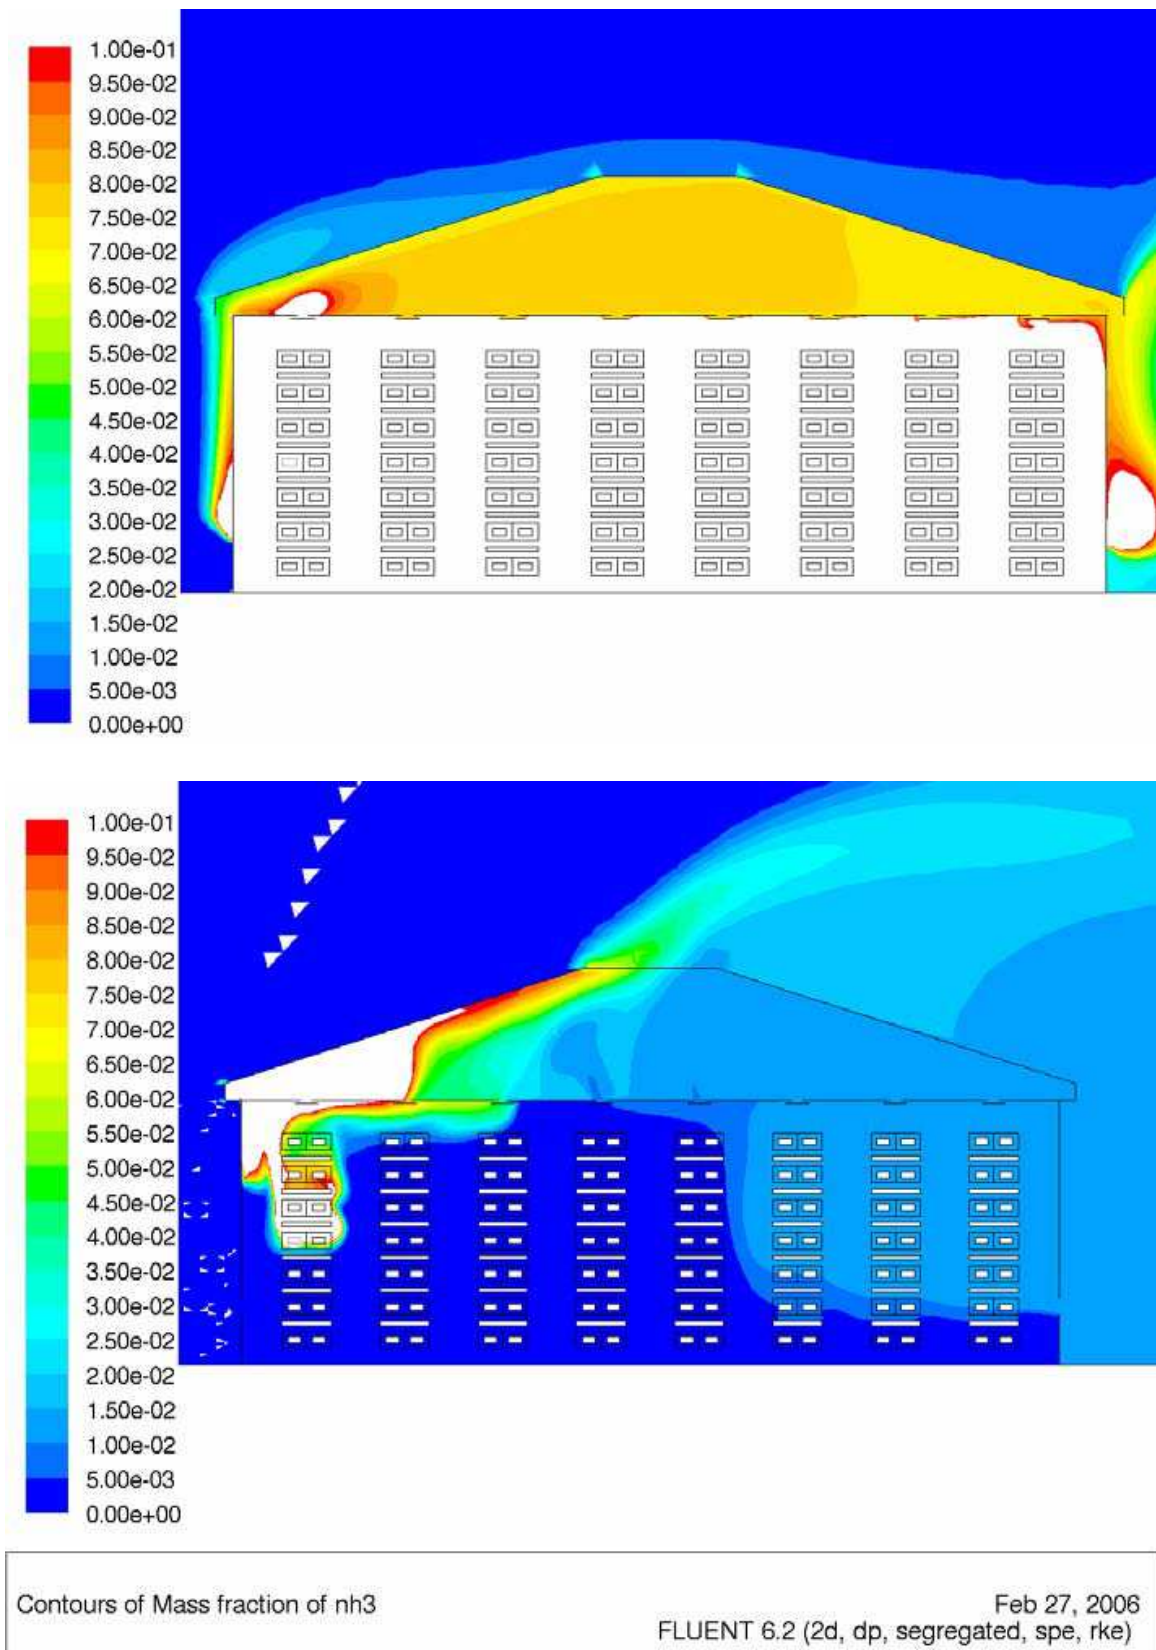 1.00e-01
9.50e-02
9.00e-02
8.50e-02
8.00e-02
7.50e-02
7.00e-02
6.50e-02
6.00e-02
5.50e-02
5.00e-02
4.50e-02
4.00e-02
3.50e-02
3.00e-02
2.50e-02
2.00e-02
1.50e-02
1.00e-02
5.00e-03
0.00e+00
1.00e-01
9.50e-02
9.00e-02
8.50e-02
8.00e-02
7.50e-02
7.00e-02
6.50e-02
6.00e-02
5.50e-02
5.00e-02
4.50e-02
4.00e-02
3.50e-02
3.00e-02
2.50e-02
2.00e-02
1.50e-02
1.00e-02
5.00e-03
0.00e+00
Contours of Mass fraction of nh3
Feb 27, 2006
FLUENT 6.2 (2d, dp, segregated, spe, rke)